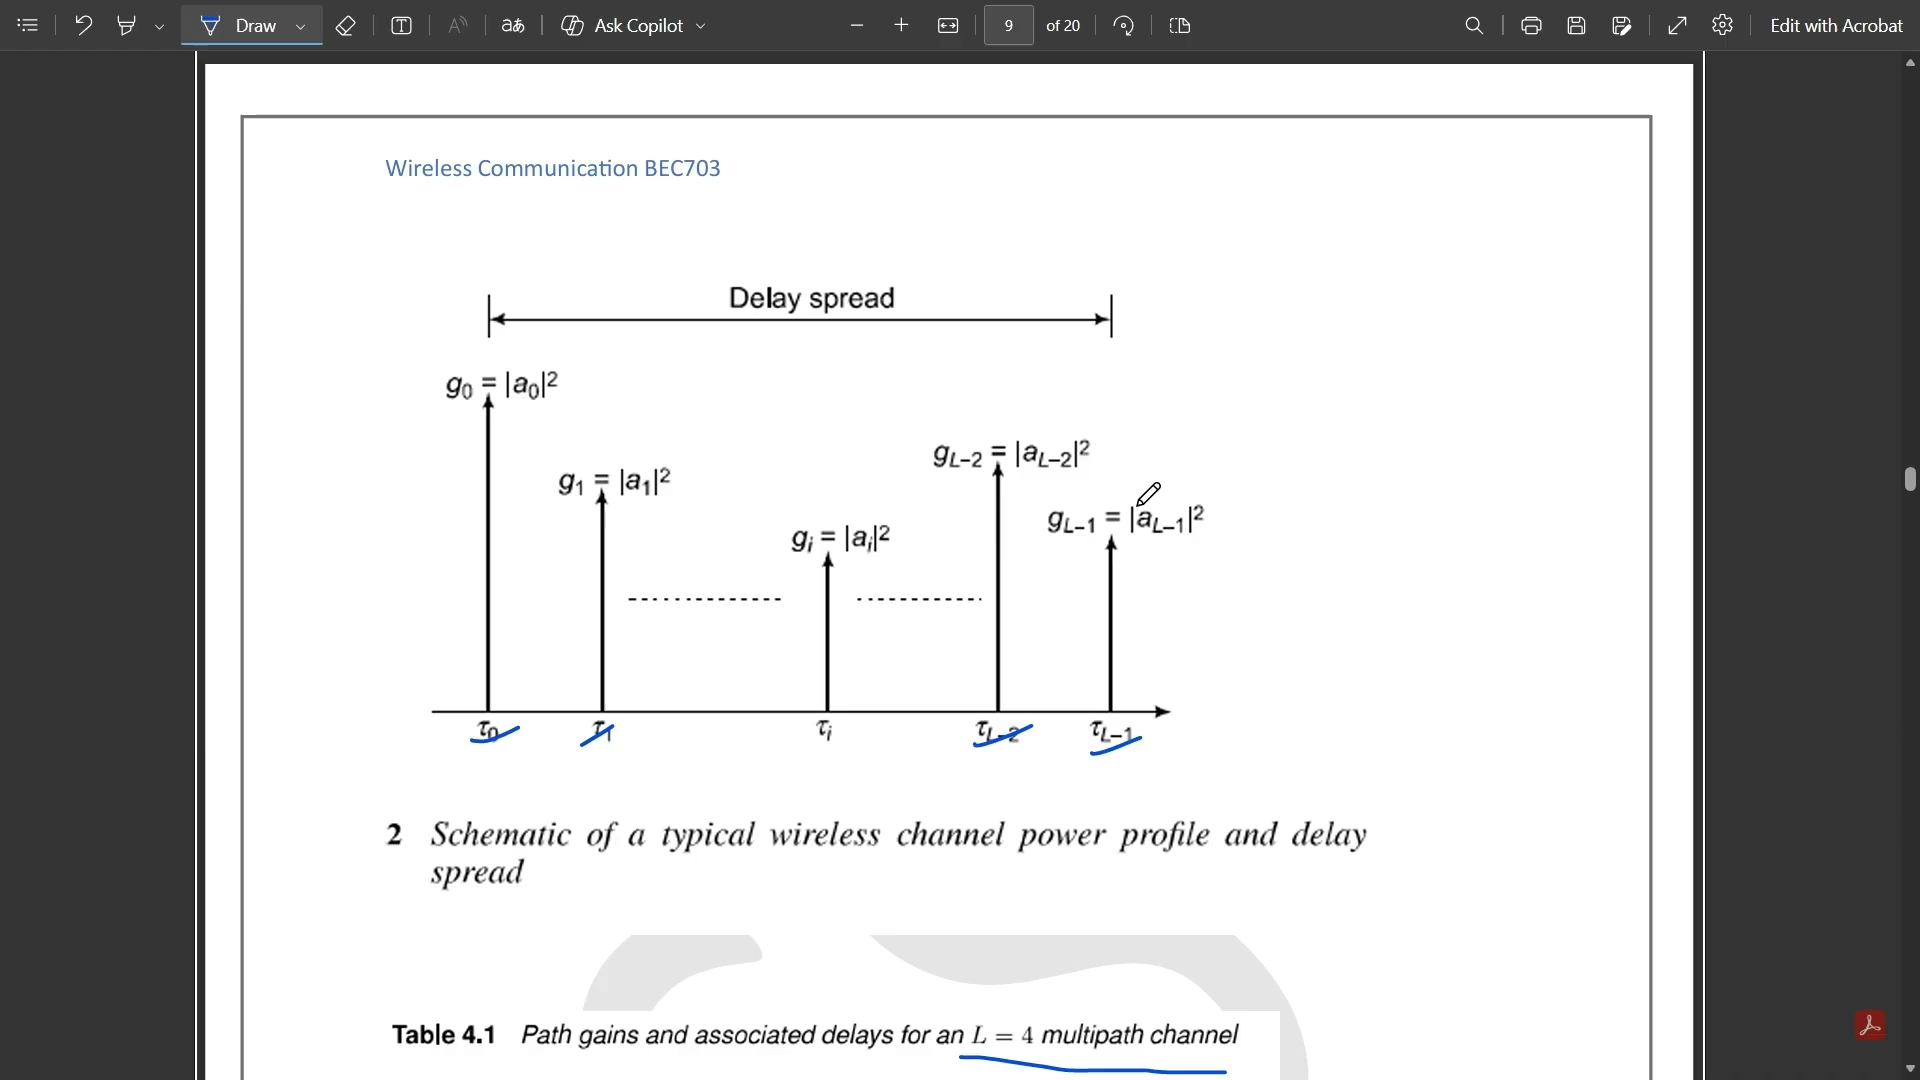 Draw
aあ
Ask Copilot
9 of 20
Edit with Acrobat
Wireless Communication BEC703
Delay spread
g0 = |a0|²
gL–2 = |aL–2|²
g1 = |a1|²
gL–1 = |aL–1|²
gi = |ai|²
τ0 τ1 τi τL–2 τL–1
2 Schematic of a typical wireless channel power profile and delay
spread
Table 4.1 Path gains and associated delays for an L = 4 multipath channel